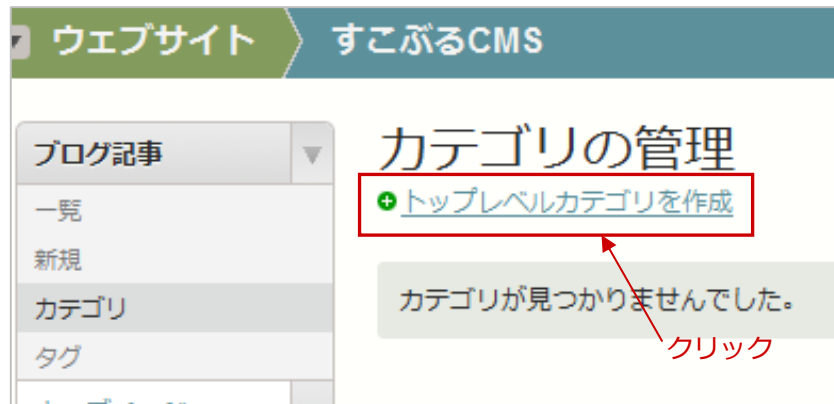 ウェブサイト
すこぶるCMS
ブログ記事
一覧
新規
カテゴリ
タグ
カテゴリの管理
トップレベルカテゴリを作成
カテゴリが見つかりませんでした。
クリック